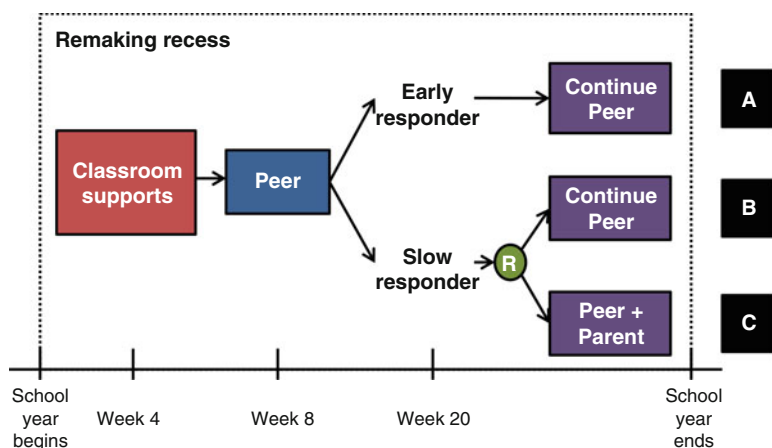 Remaking recess
Early
responder
Continue
Peer
A
Classroom
supports
Peer
Continue
Peer
B
Slow
responder
R
Peer +
Parent
C
School
year
begins
Week 4
Week 8
Week 20
School
year
ends